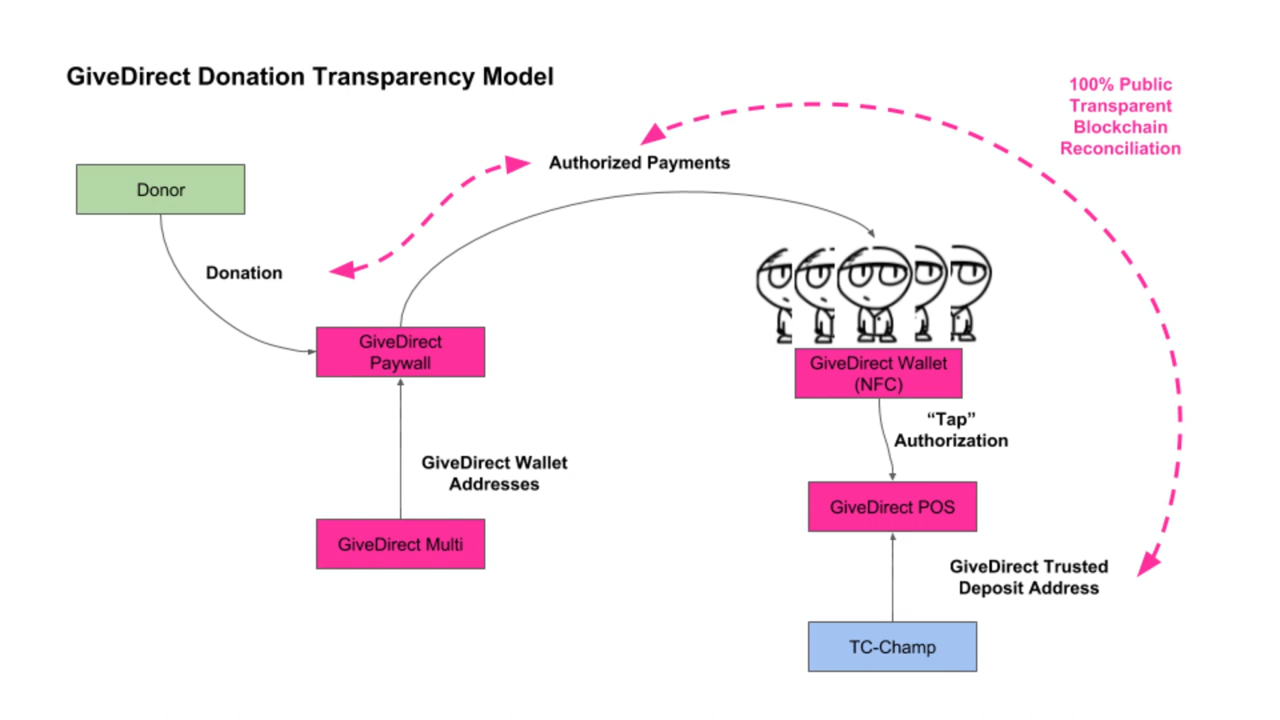 GiveDirect Donation Transparency Model
100% Public
Transparent
Blockchain
Reconciliation
Authorized Payments
Donor
Donation
GiveDirect
Paywall
GiveDirect Wallet
(NFC)
“Tap”
Authorization
GiveDirect Wallet
Addresses
GiveDirect POS
GiveDirect Multi
GiveDirect Trusted
Deposit Address
TC-Champ